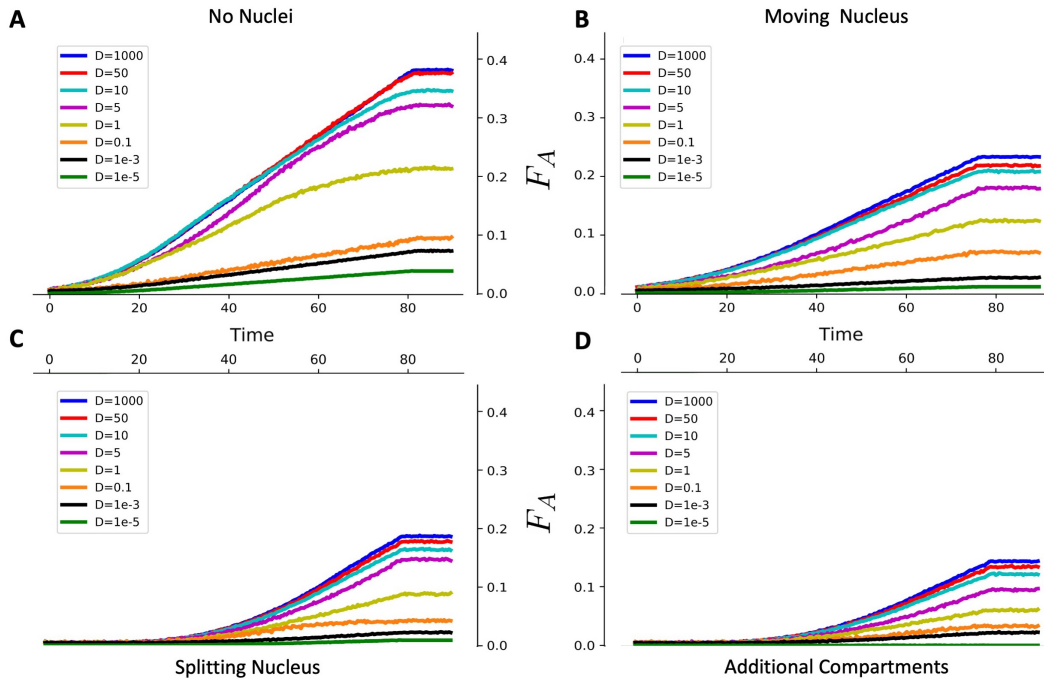 A
No Nuclei
D=1000
D=50
D=10
D=5
D=1
D=0.1
D=1e-3
D=1e-5
0.4
0.3
0.2
0.1
0.0
0 20 40 60 80
F_A
B
Moving Nucleus
D=1000
D=50
D=10
D=5
D=1
D=0.1
D=1e-3
D=1e-5
0.4
0.3
0.2
0.1
0.0
0 20 40 60 80
C
Time
0 20 40 60 80
D=1000
D=50
D=10
D=5
D=1
D=0.1
D=1e-3
D=1e-5
0.4
0.3
0.2
0.1
0.0
Splitting Nucleus
F_A
D
Time
0 20 40 60 80
D=1000
D=50
D=10
D=5
D=1
D=0.1
D=1e-3
D=1e-5
0.4
0.3
0.2
0.1
0.0
Additional Compartments